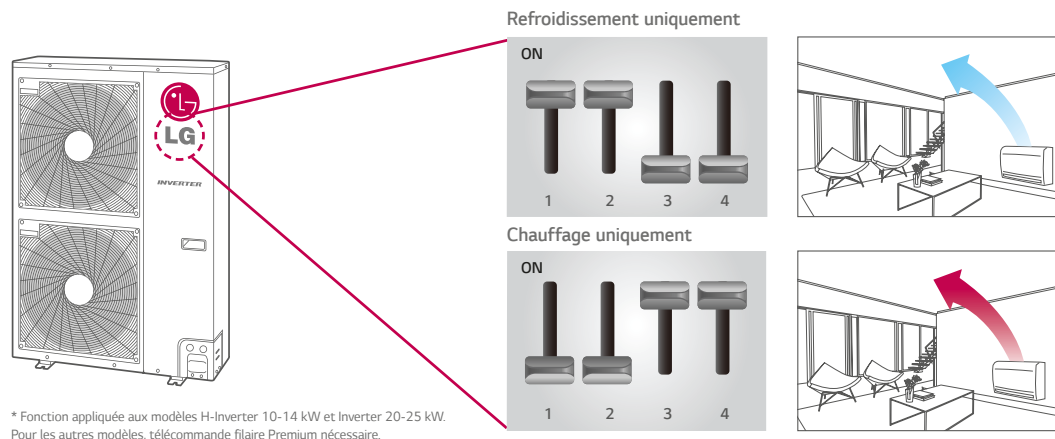 Refroidissement uniquement
ON
1 2 3 4
LG
INVERTER
Chauffage uniquement
ON
1 2 3 4
* Fonction appliquée aux modèles H-Inverter 10-14 kW et Inverter 20-25 kW.
Pour les autres modèles, télécommande filaire Premium nécessaire.